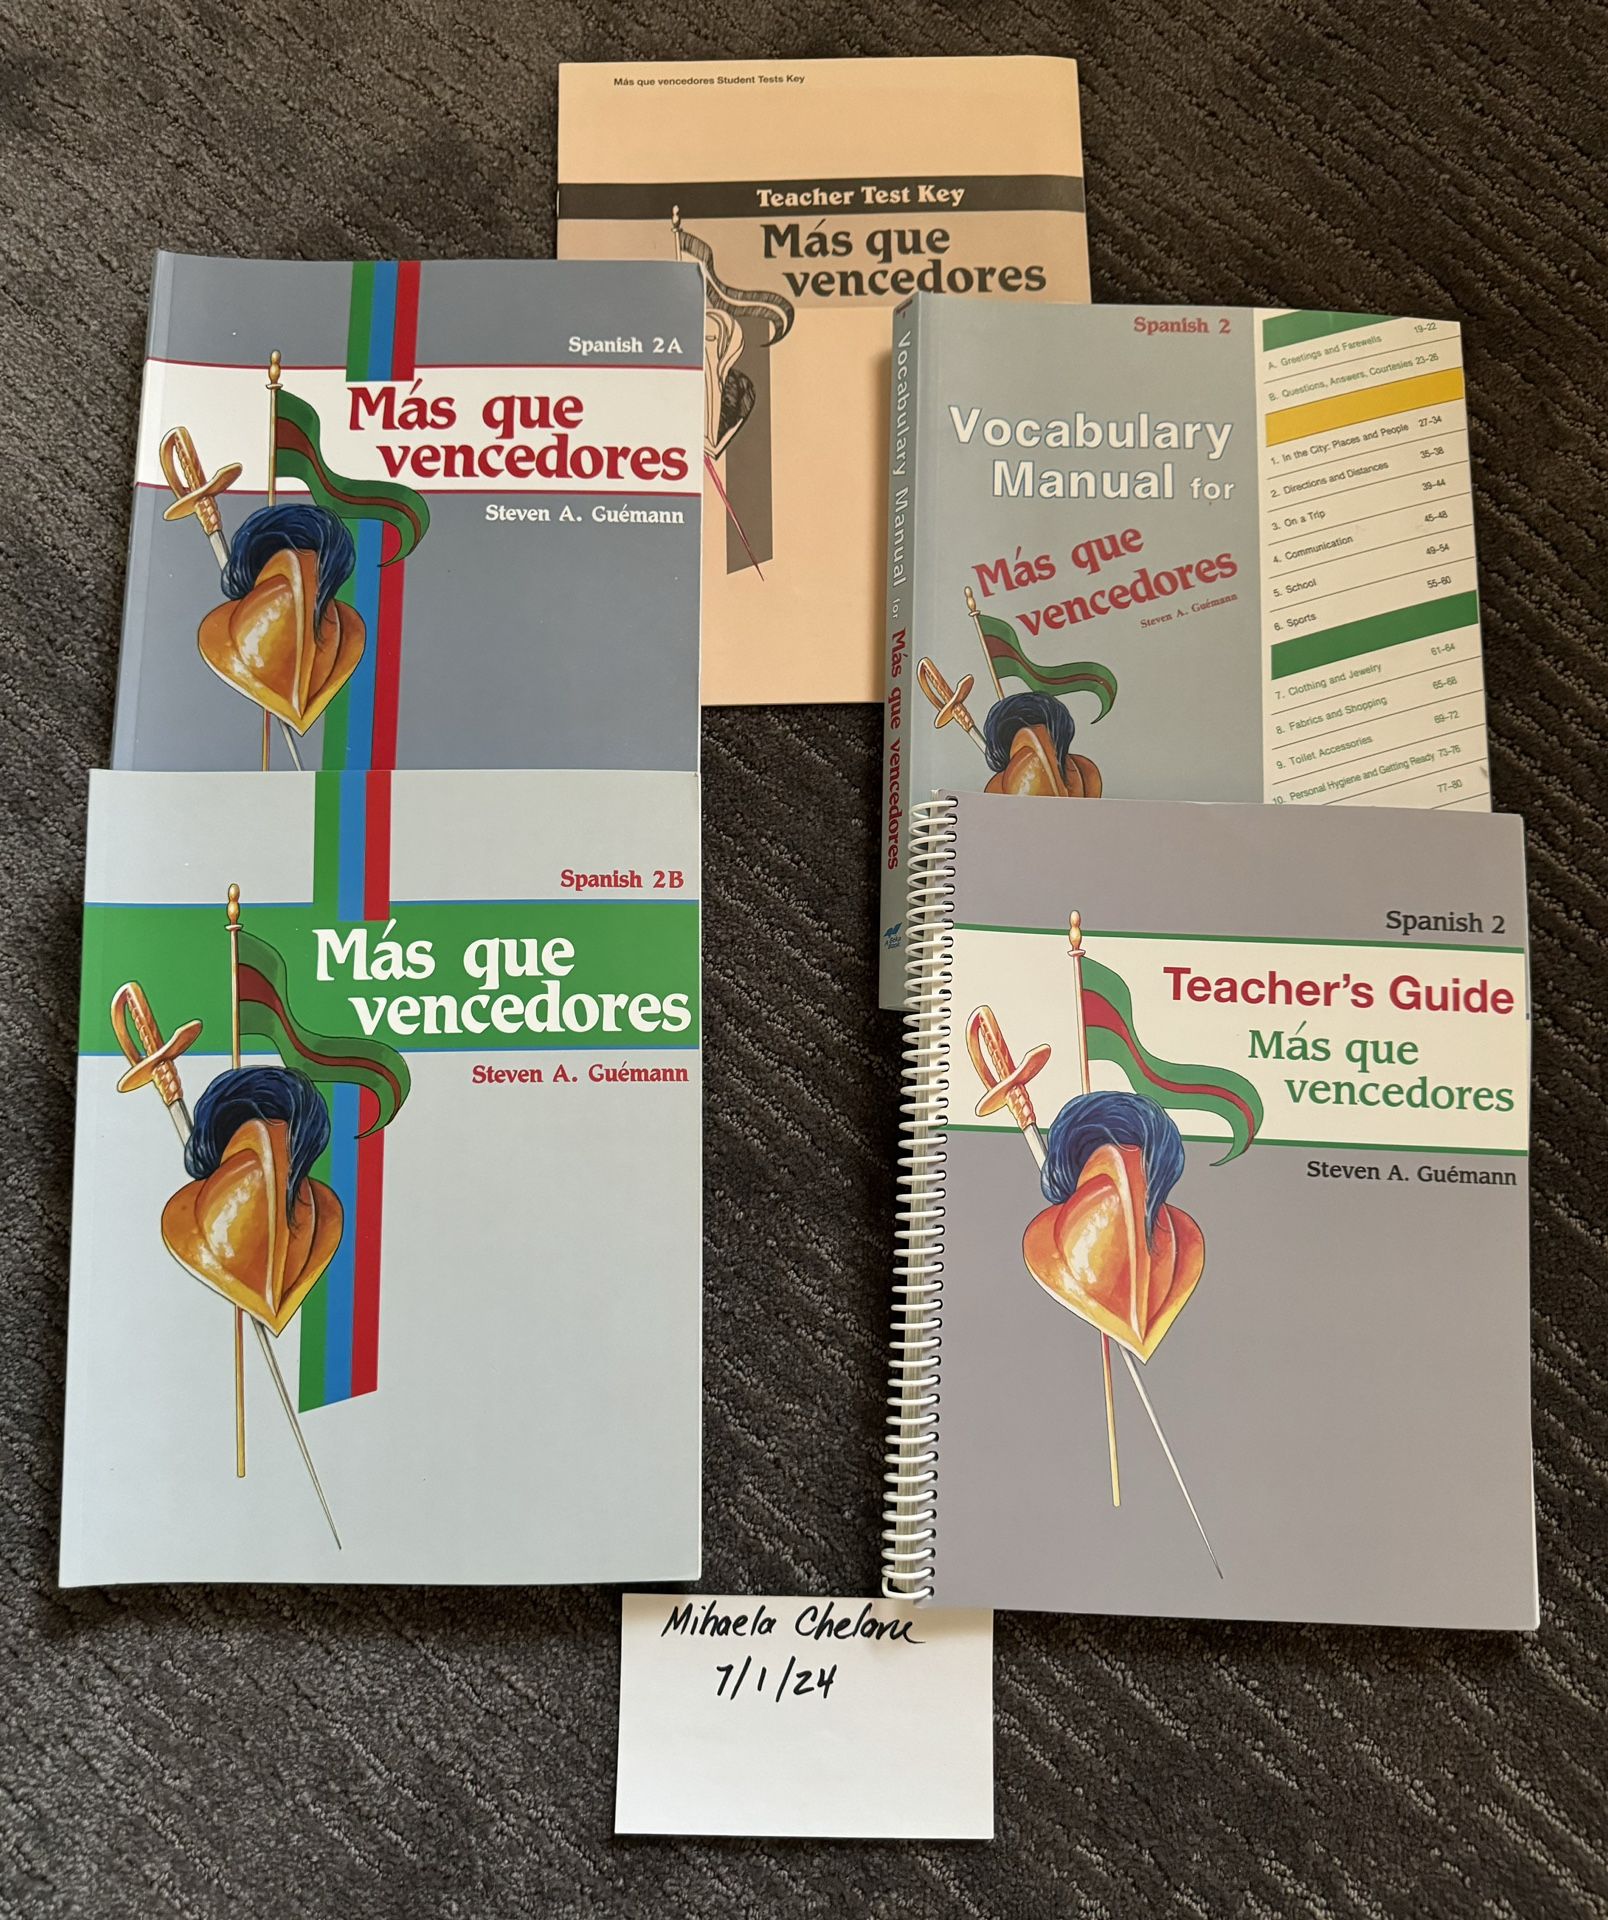 Más que vencedores Student Tests Key
Teacher Test Key
Más que
vencedores
Spanish 2A
Más que
vencedores
Steven A. Guémann
Vocabulary Manual for Más que vencedores
Spanish 2
Vocabulary
Manual for
Más que
vencedores
Steven A. Guémann
19–22
A. Greetings and Farewells
B. Questions, Answers, Courtesies 23–26
1. In the City: Places and People 27–34
2. Directions and Distances 35–38
3. On a Trip 39–44
4. Communication 45–48
5. School 49–54
6. Sports 55–60
7. Clothing and Jewelry 61–64
8. Fabrics and Shopping 65–68
9. Toilet Accessories 69–72
10. Personal Hygiene and Getting Ready 73–76
77–80
Spanish 2B
Más que
vencedores
Steven A. Guémann
Spanish 2
Teacher's Guide
Más que
vencedores
Steven A. Guémann
Mihaela
7/1/24